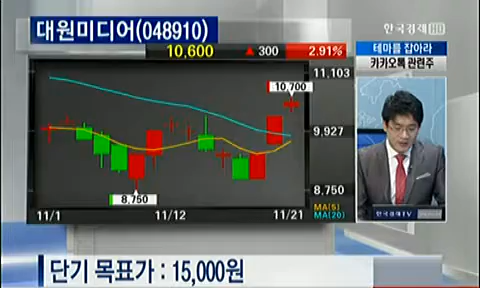 대원미디어(048910)
한국경제 HD
10,600 ▲ 300 2.91%
테마를 잡아라
카카오톡 관련주
11,103
10,700
9,927
8,750
8,750
MA(5)
MA(20)
11/1 11/12 11/21
한국경제TV
단기 목표가 : 15,000원